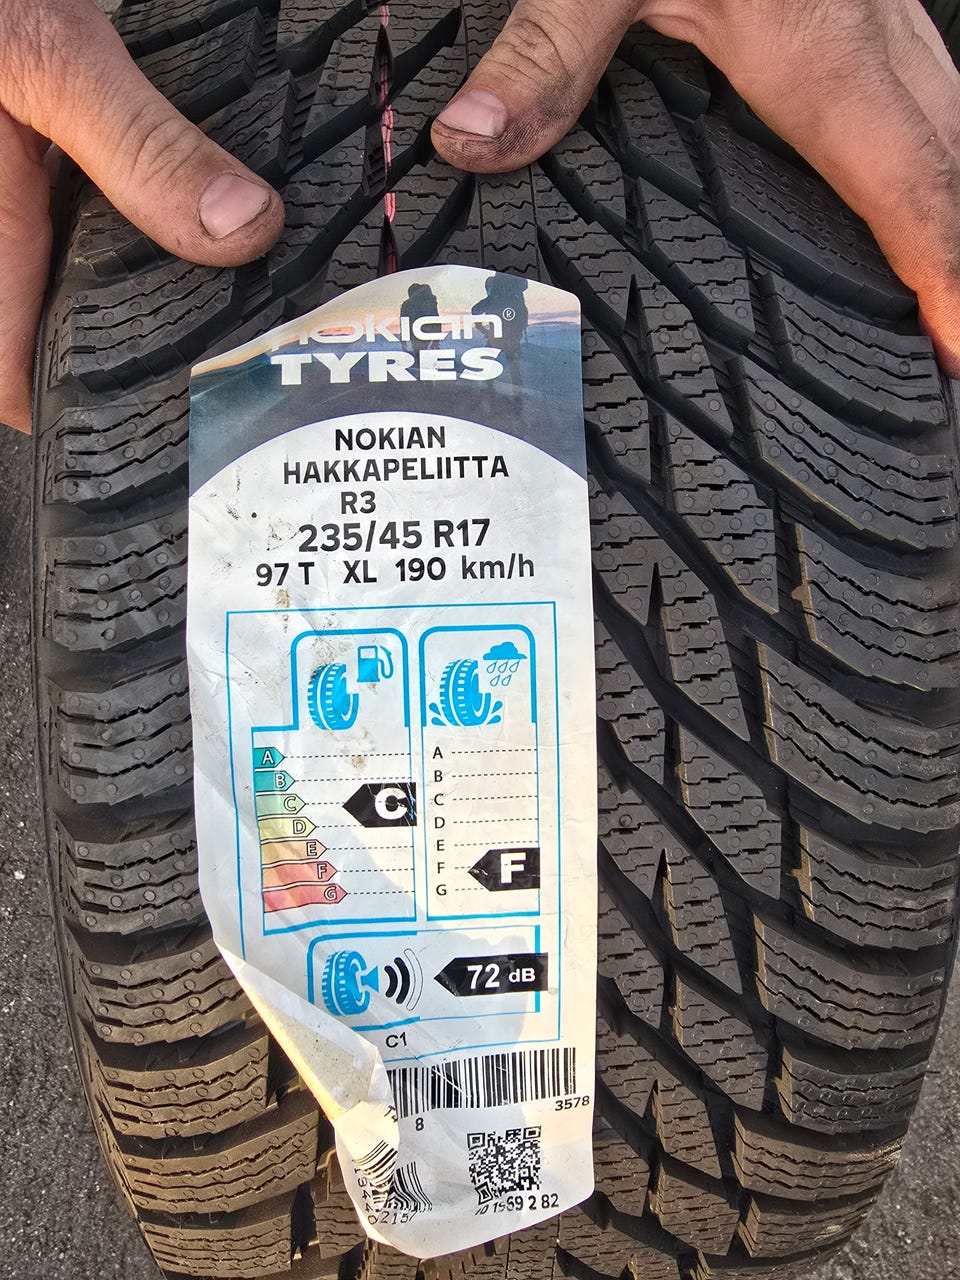 nokian®
TYRES
NOKIAN
HAKKAPELIITTA
R3
235/45 R17
97 T XL 190 km/h
A
B
C
D
E
F
G
C
A
B
C
D
E
F
G
F
72 dB
C1
8
3578